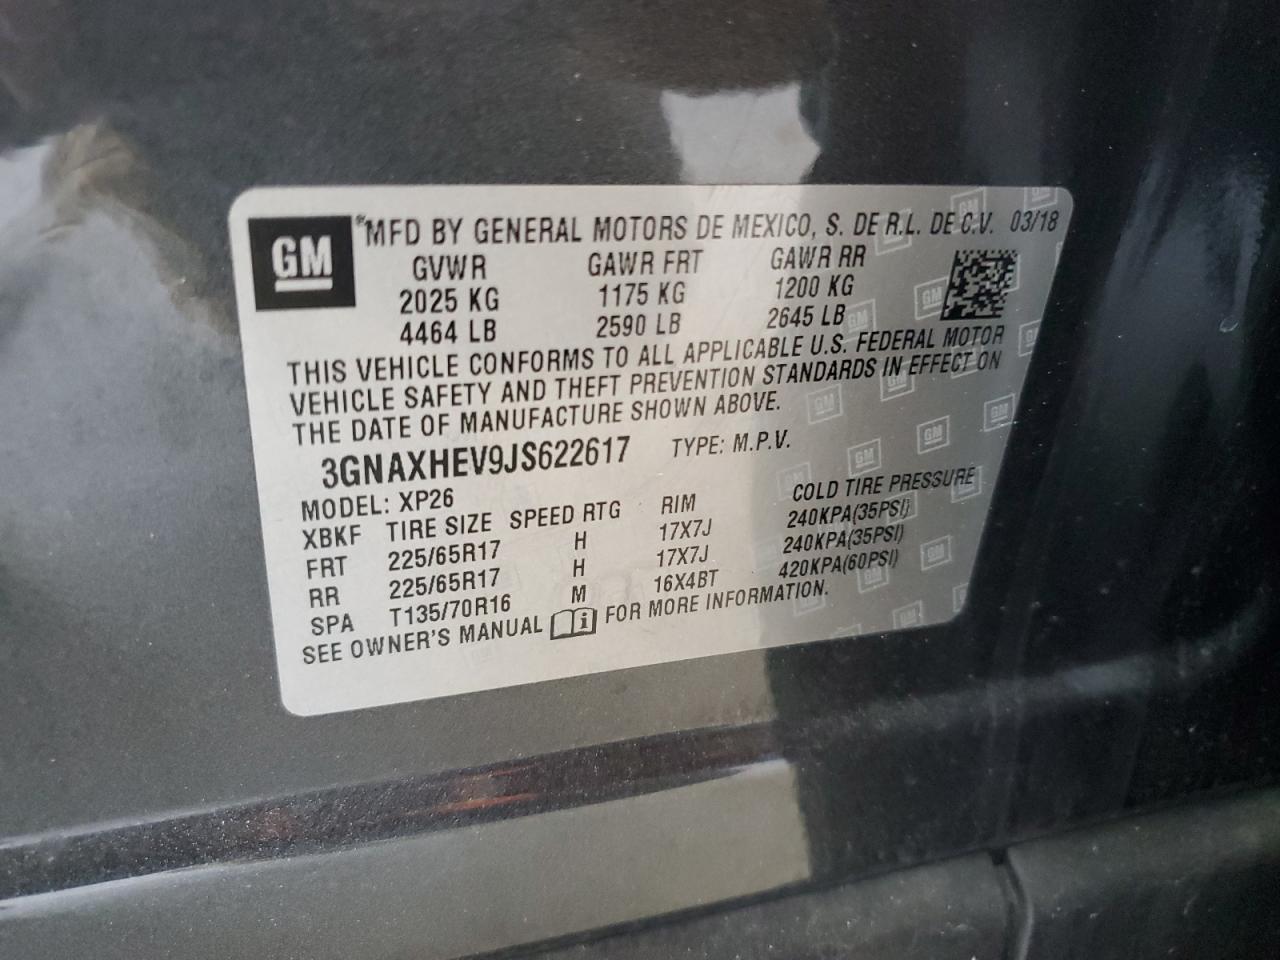 GM
*MFD BY GENERAL MOTORS DE MEXICO, S. DE R.L. DE C.V. 03/18
GVWR GAWR FRT GAWR RR
2025 KG 1175 KG 1200 KG
4464 LB 2590 LB 2645 LB
THIS VEHICLE CONFORMS TO ALL APPLICABLE U.S. FEDERAL MOTOR
VEHICLE SAFETY AND THEFT PREVENTION STANDARDS IN EFFECT ON
THE DATE OF MANUFACTURE SHOWN ABOVE.
3GNAXHEV9JS622617 TYPE: M.P.V.
MODEL: XP26
XBKF TIRE SIZE SPEED RTG RIM COLD TIRE PRESSURE
FRT 225/65R17 H 17X7J 240KPA(35PSI)
RR 225/65R17 H 17X7J 240KPA(35PSI)
SPA T135/70R16 M 16X4BT 420KPA(60PSI)
SEE OWNER'S MANUAL FOR MORE INFORMATION.